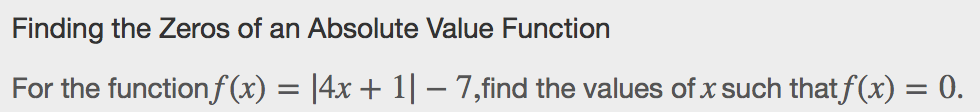 Finding the Zeros of an Absolute Value Function
For the function f(x) = |4x + 1| − 7,find the values of x such that f(x) = 0.